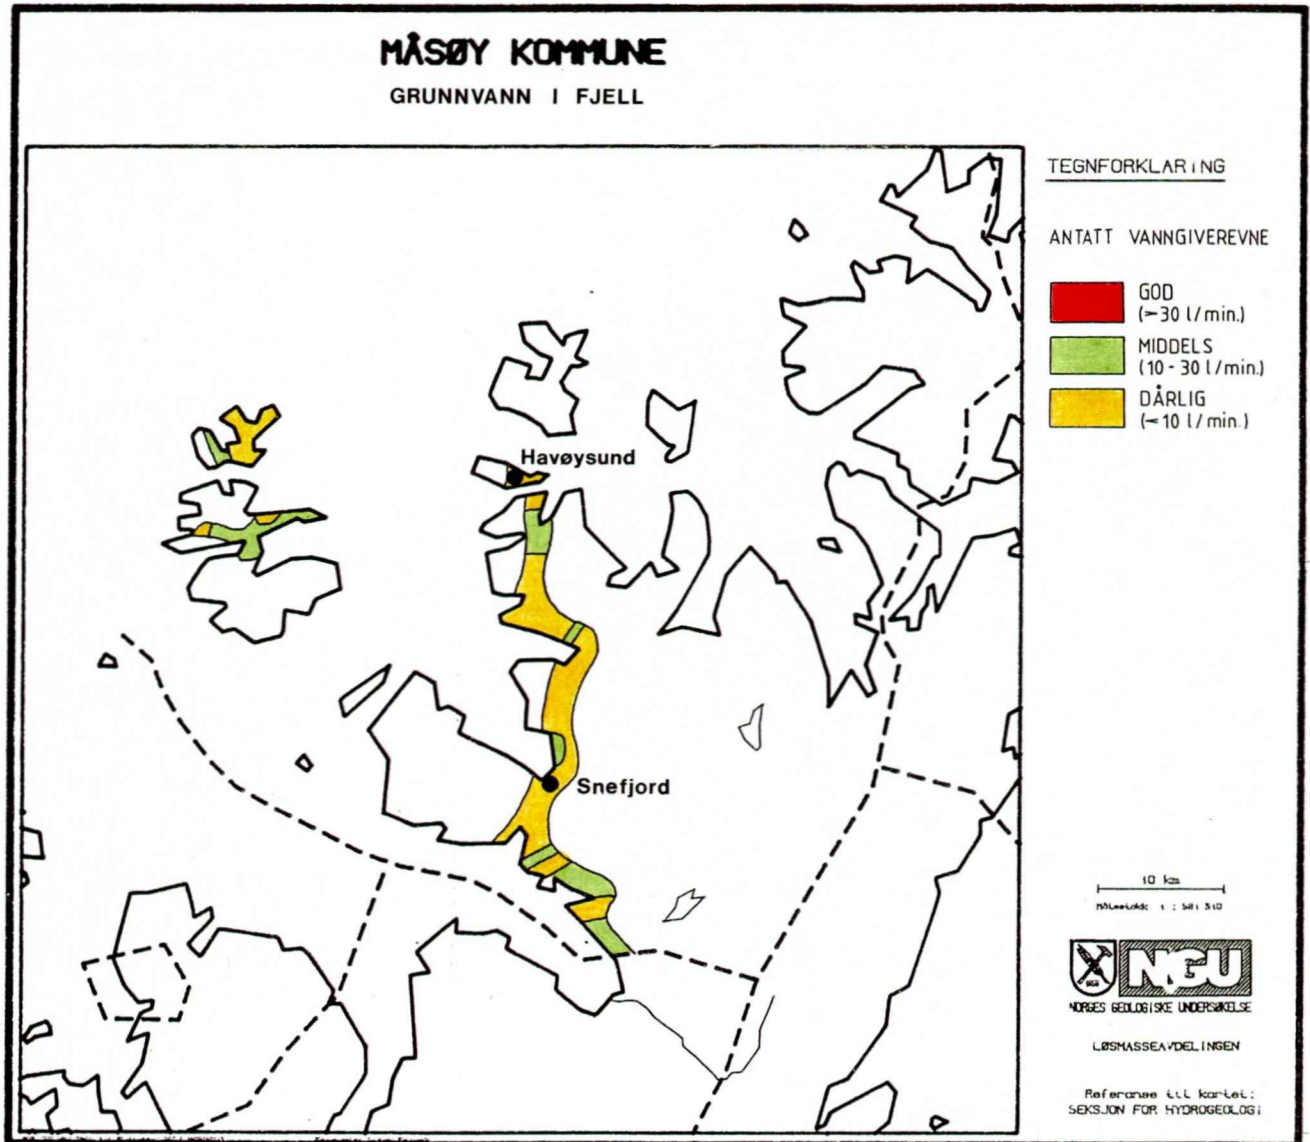 MÅSØY KOMMUNE
GRUNNVANN I FJELL
TEGNFORKLARING
ANTATT VANNGIVEREVNE
GOD
(>30 l/min.)
MIDDELS
(10 - 30 l/min.)
DÅRLIG
(<10 l/min.)
Havøysund
Snefjord
10 km
NGU
NORGES GEOLOGISKE UNDERSØKELSE
LØSMASSEAVDELINGEN
Referanse til kartet:
SEKSJON FOR HYDROGEOLOGI